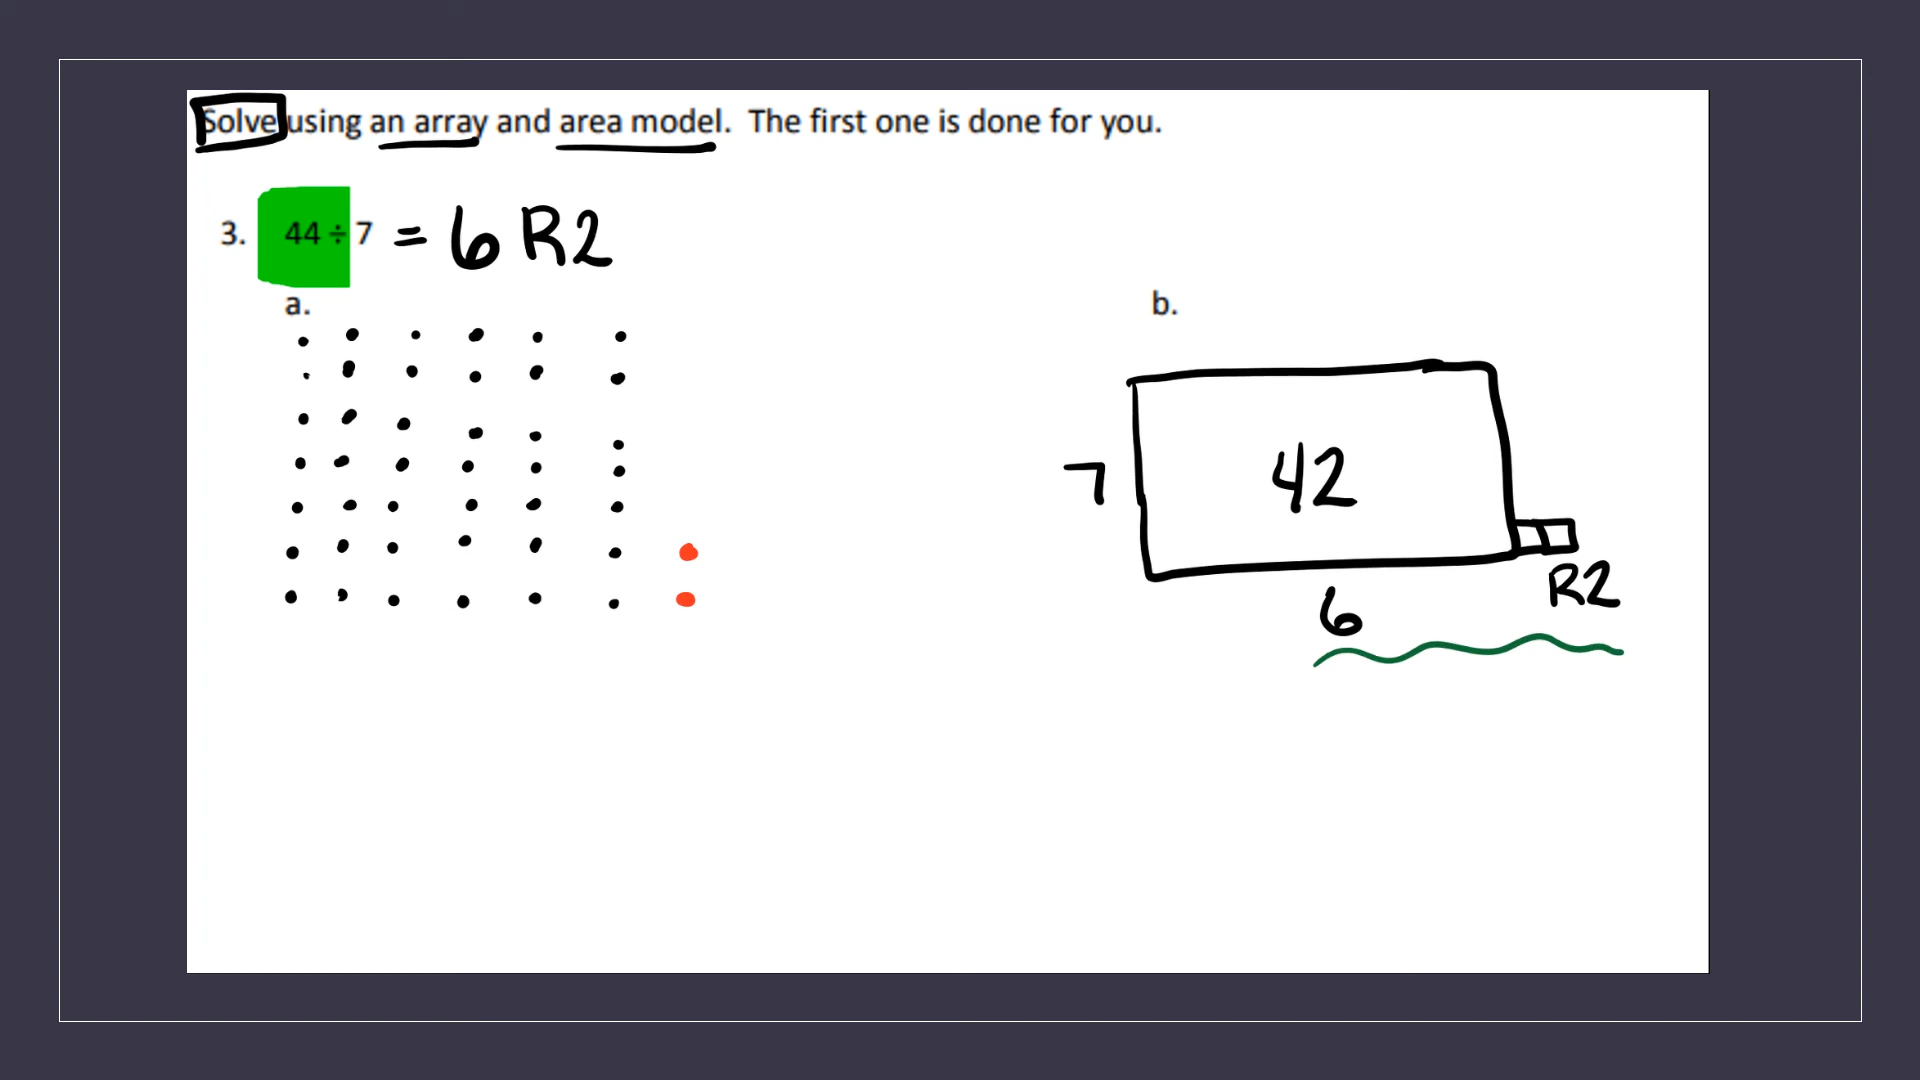 Solve using an array and area model. The first one is done for you.
3. 44 ÷ 7 = 6 R2
a.
b.
7
42
6
R2